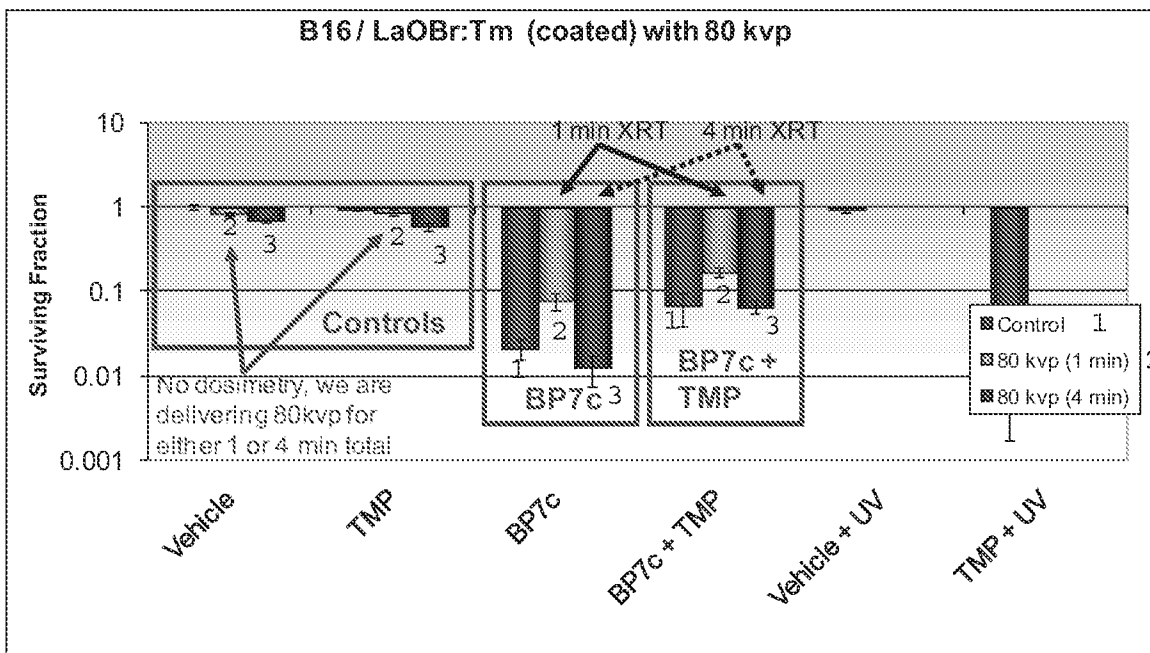 B16 / LaOBr:Tm (coated) with 80 kvp
Surviving Fraction
10
1
0.1
0.01
0.001
1 min XRT
4 min XRT
2
3
2
3
Controls
No dosimetry, we are
delivering 80kvp for
either 1 or 4 min total
1
2
3
BP7c
1
2
3
BP7c +
TMP
Control 1
80 kvp (1 min)
80 kvp (4 min)
Vehicle
TMP
BP7c
BP7c + TMP
Vehicle + UV
TMP + UV